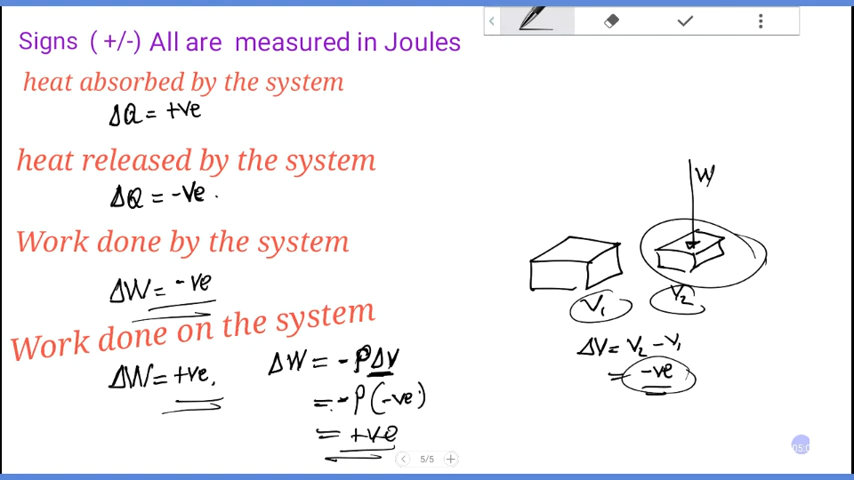 Signs (+/-) All are measured in Joules
heat absorbed by the system
ΔQ = +ve
heat released by the system
ΔQ = -ve.
Work done by the system
ΔW = -ve
Work done on the system
ΔW = +ve.
ΔW = -PΔV
= -P(-ve)
= +ve
W
V₁
V₂
ΔV = V₂ - V₁
= -ve
5/5
05:0